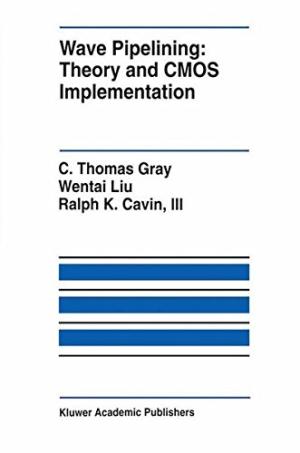 Wave Pipelining:
Theory and CMOS
Implementation
C. Thomas Gray
Wentai Liu
Ralph K. Cavin, III
Kluwer Academic Publishers